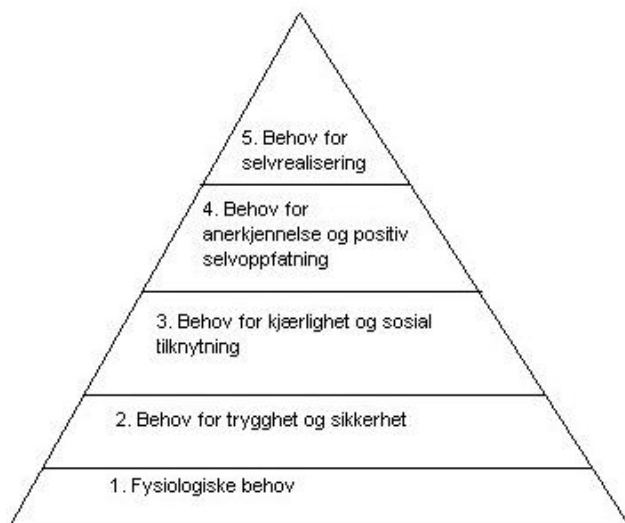 5. Behov for
selvrealisering
4. Behov for
anerkjennelse og positiv
selvoppfatning
3. Behov for kjærlighet og sosial
tilknytning
2. Behov for trygghet og sikkerhet
1. Fysiologiske behov